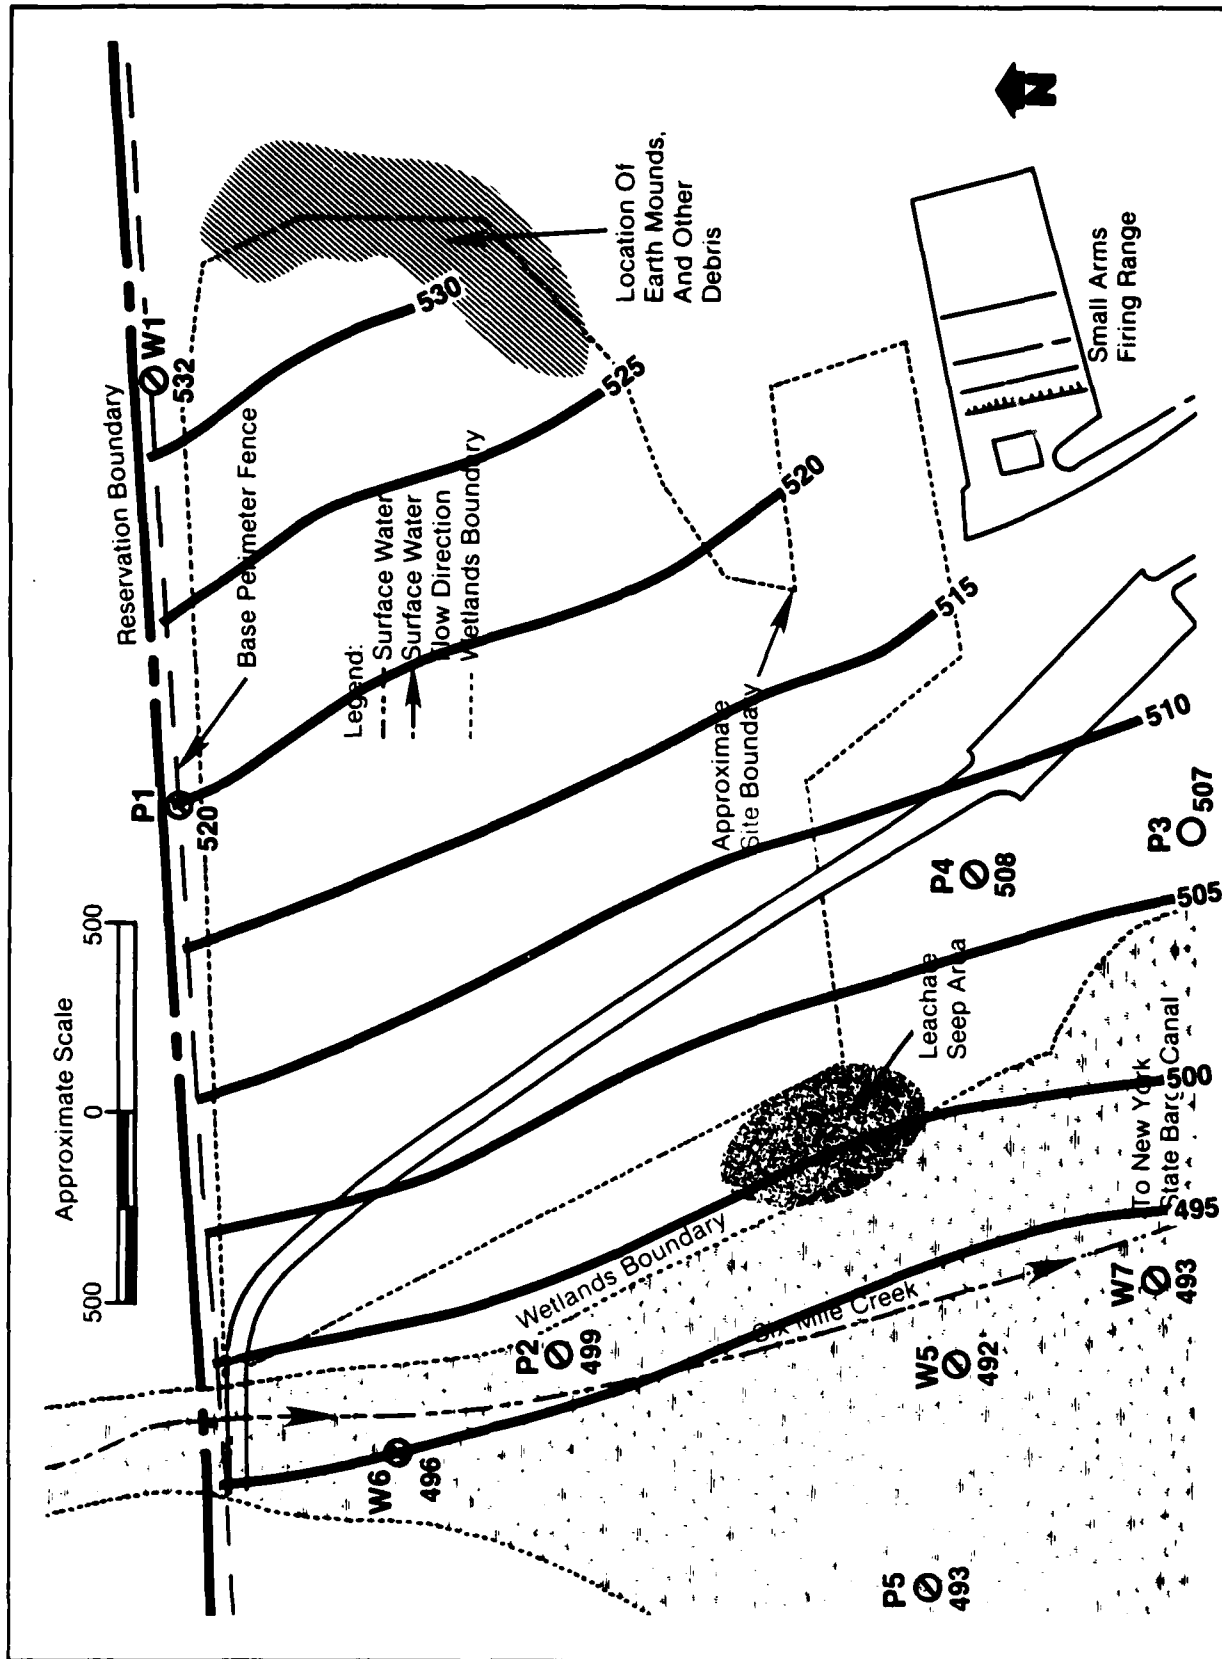 N
Reservation Boundary
W1
532
Base Perimeter Fence
P1
520
Approximate Scale
500
0
500
Location Of
Earth Mounds,
And Other
Debris
Small Arms
Firing Range
530
525
520
515
510
505
500
495
Legend:
Surface Water
Surface Water
Flow Direction
Wetlands Boundary
Approximate
Site Boundary
P3
507
P4
508
Leachate
Seep Area
Wetlands Boundary
Six Mile Creek
To New York
State Barge Canal
P2
499
W6
496
W5
492
W7
493
P5
493